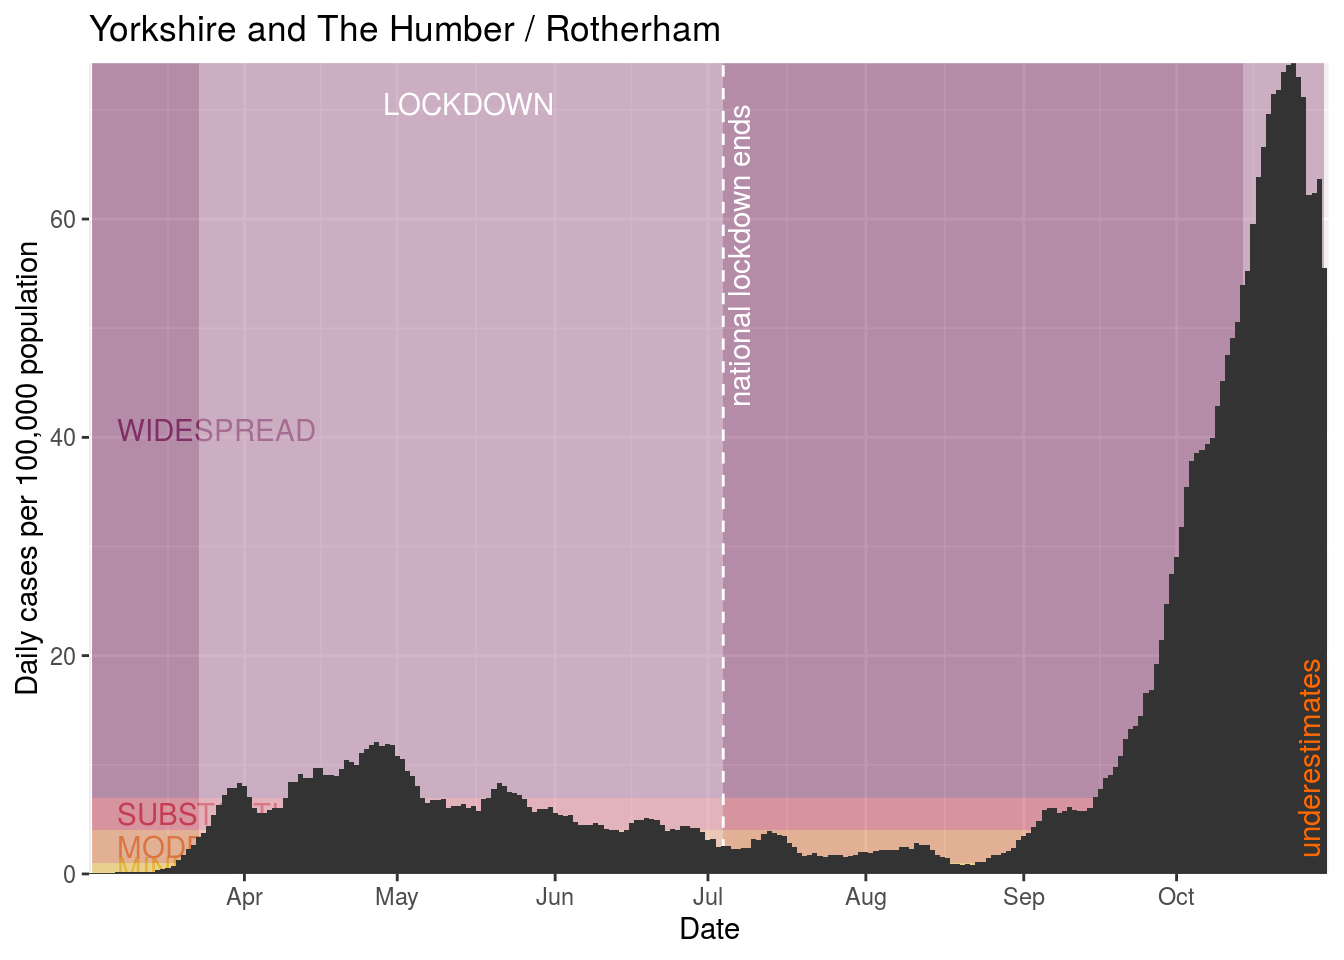 Yorkshire and The Humber / Rotherham
LOCKDOWN
national lockdown ends
WIDESPREAD
underestimates
Daily cases per 100,000 population
60
40
20
0
Apr
May
Jun
Jul
Aug
Sep
Oct
Date